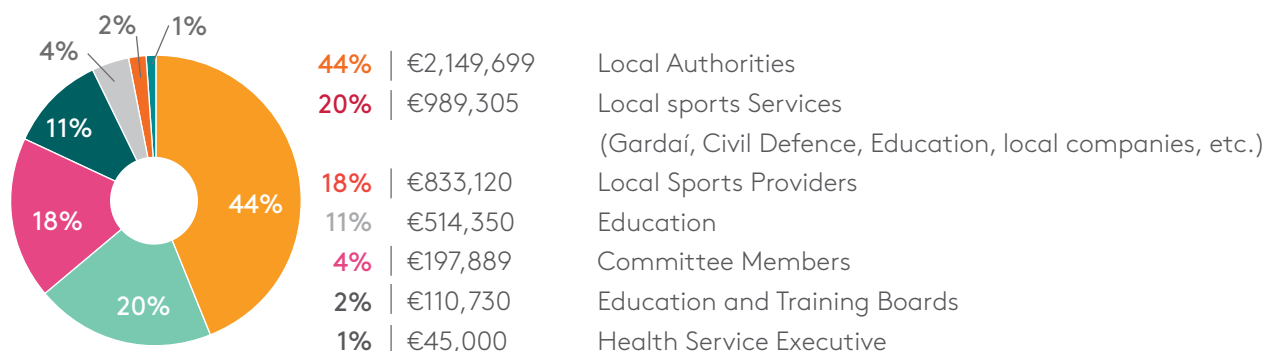 2%
1%
4%
11%
18%
20%
44%
44% | €2,149,699 Local Authorities
20% | €989,305 Local sports Services
(Gardaí, Civil Defence, Education, local companies, etc.)
18% | €833,120 Local Sports Providers
11% | €514,350 Education
4% | €197,889 Committee Members
2% | €110,730 Education and Training Boards
1% | €45,000 Health Service Executive